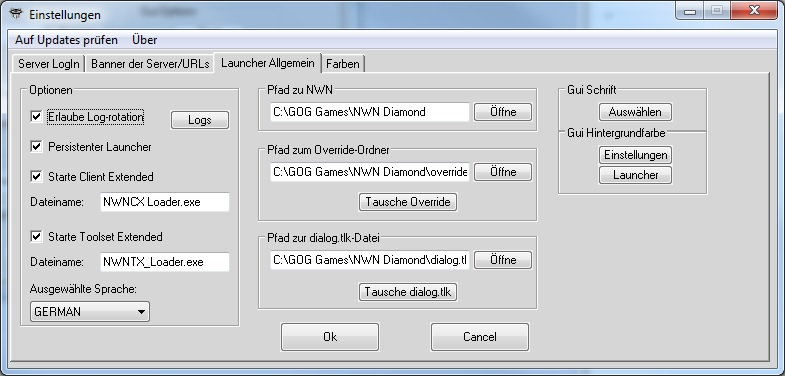 Einstellungen
Auf Updates prüfen Über
Server LogIn Banner der Server/URLs Launcher Allgemein Farben
Optionen
Erlaube Log-rotation Logs
Persistenter Launcher
Starte Client Extended
Dateiname: NWNCX Loader.exe
Starte Toolset Extended
Dateiname: NWNTX_Loader.exe
Ausgewählte Sprache:
GERMAN
Pfad zu NWN
C:\GOG Games\NWN Diamond Öffne
Pfad zum Override-Ordner
C:\GOG Games\NWN Diamond\override Öffne
Tausche Override
Pfad zur dialog.tlk-Datei
C:\GOG Games\NWN Diamond\dialog.tl Öffne
Tausche dialog.tlk
Gui Schrift
Auswählen
Gui Hintergrundfarbe
Einstellungen
Launcher
Ok Cancel